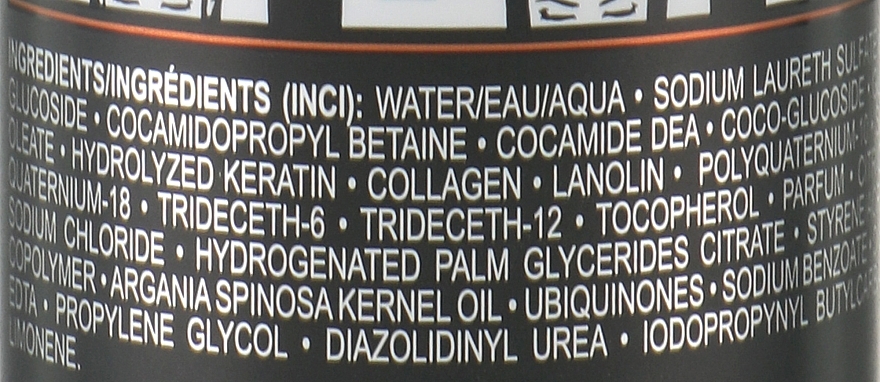 INGREDIENTS/INGRÉDIENTS (INCI): WATER/EAU/AQUA • SODIUM LAURETH SULFATE
GLUCOSIDE • COCAMIDOPROPYL BETAINE • COCAMIDE DEA • COCO-GLUCOSIDE
OLEATE • HYDROLYZED KERATIN • COLLAGEN • LANOLIN • POLYQUATERNIUM-
QUATERNIUM-18 • TRIDECETH-6 • TRIDECETH-12 • TOCOPHEROL • PARFUM •
SODIUM CHLORIDE • HYDROGENATED PALM GLYCERIDES CITRATE • STYRENE
COPOLYMER • ARGANIA SPINOSA KERNEL OIL • UBIQUINONES • SODIUM BENZOATE
EDTA • PROPYLENE GLYCOL • DIAZOLIDINYL UREA • IODOPROPYNYL
LIMONENE.